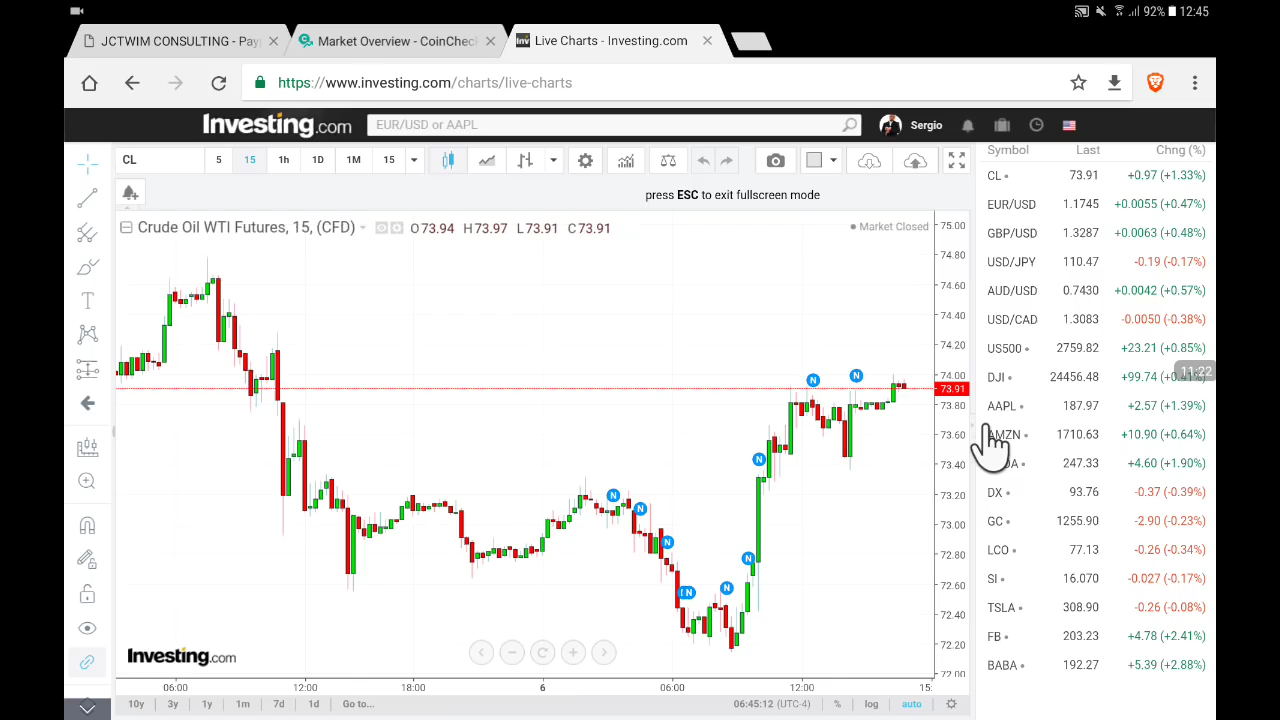 92% 12:45
JCTWIM CONSULTING - Pay
Market Overview - CoinChec
Inv Live Charts - Investing.com
https://www.investing.com/charts/live-charts
Investing.com
EUR/USD or AAPL
Sergio
CL 5 15 1h 1D 1M 15
Symbol Last Chng (%)
press ESC to exit fullscreen mode
Crude Oil WTI Futures, 15, (CFD) O73.94 H73.97 L73.91 C73.91
Market Closed
CL 73.91 +0.97 (+1.33%)
EUR/USD 1.1745 +0.0055 (+0.47%)
GBP/USD 1.3287 +0.0063 (+0.48%)
USD/JPY 110.47 -0.19 (-0.17%)
AUD/USD 0.7430 +0.0042 (+0.57%)
USD/CAD 1.3083 -0.0050 (-0.38%)
US500 2759.82 +23.21 (+0.85%)
DJI 24456.48 +99.74 (+0.41%)
11:22
AAPL 187.97 +2.57 (+1.39%)
AMZN 1710.63 +10.90 (+0.64%)
247.33 +4.60 (+1.90%)
DX 93.76 -0.37 (-0.39%)
GC 1255.90 -2.90 (-0.23%)
LCO 77.13 -0.26 (-0.34%)
SI 16.070 -0.027 (-0.17%)
TSLA 308.90 -0.26 (-0.08%)
FB 203.23 +4.78 (+2.41%)
BABA 192.27 +5.39 (+2.88%)
75.00
74.80
74.60
74.40
74.20
74.00
73.91
73.80
73.60
73.40
73.20
73.00
72.80
72.60
72.40
72.20
72.00
N N
N
N
N
N
N
N
N
T
Investing.com
06:00 12:00 18:00 6 06:00 12:00 15:
10y 3y 1y 1m 7d 1d Go to... 06:45:12 (UTC-4) % log auto